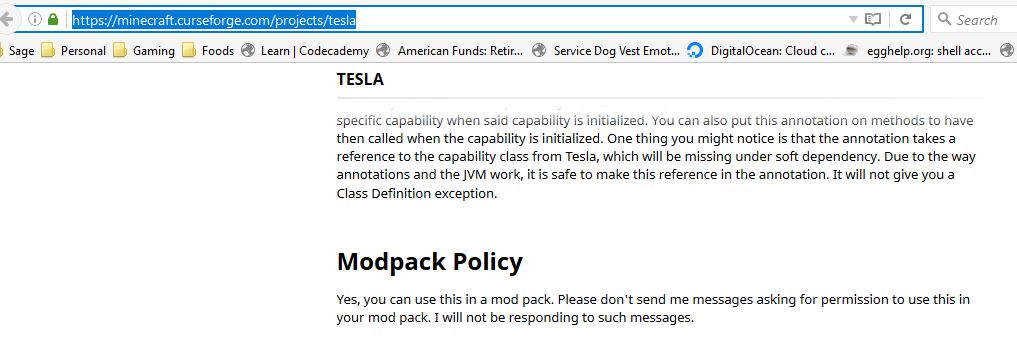 https://minecraft.curseforge.com/projects/tesla
Search
Sage Personal Gaming Foods Learn | Codecademy American Funds: Retir... Service Dog Vest Emot... DigitalOcean: Cloud c... egghelp.org: shell acc...
TESLA
specific capability when said capability is initialized. You can also put this annotation on methods to have
then called when the capability is initialized. One thing you might notice is that the annotation takes a
reference to the capability class from Tesla, which will be missing under soft dependency. Due to the way
annotations and the JVM work, it is safe to make this reference in the annotation. It will not give you a
Class Definition exception.
Modpack Policy
Yes, you can use this in a mod pack. Please don't send me messages asking for permission to use this in
your mod pack. I will not be responding to such messages.